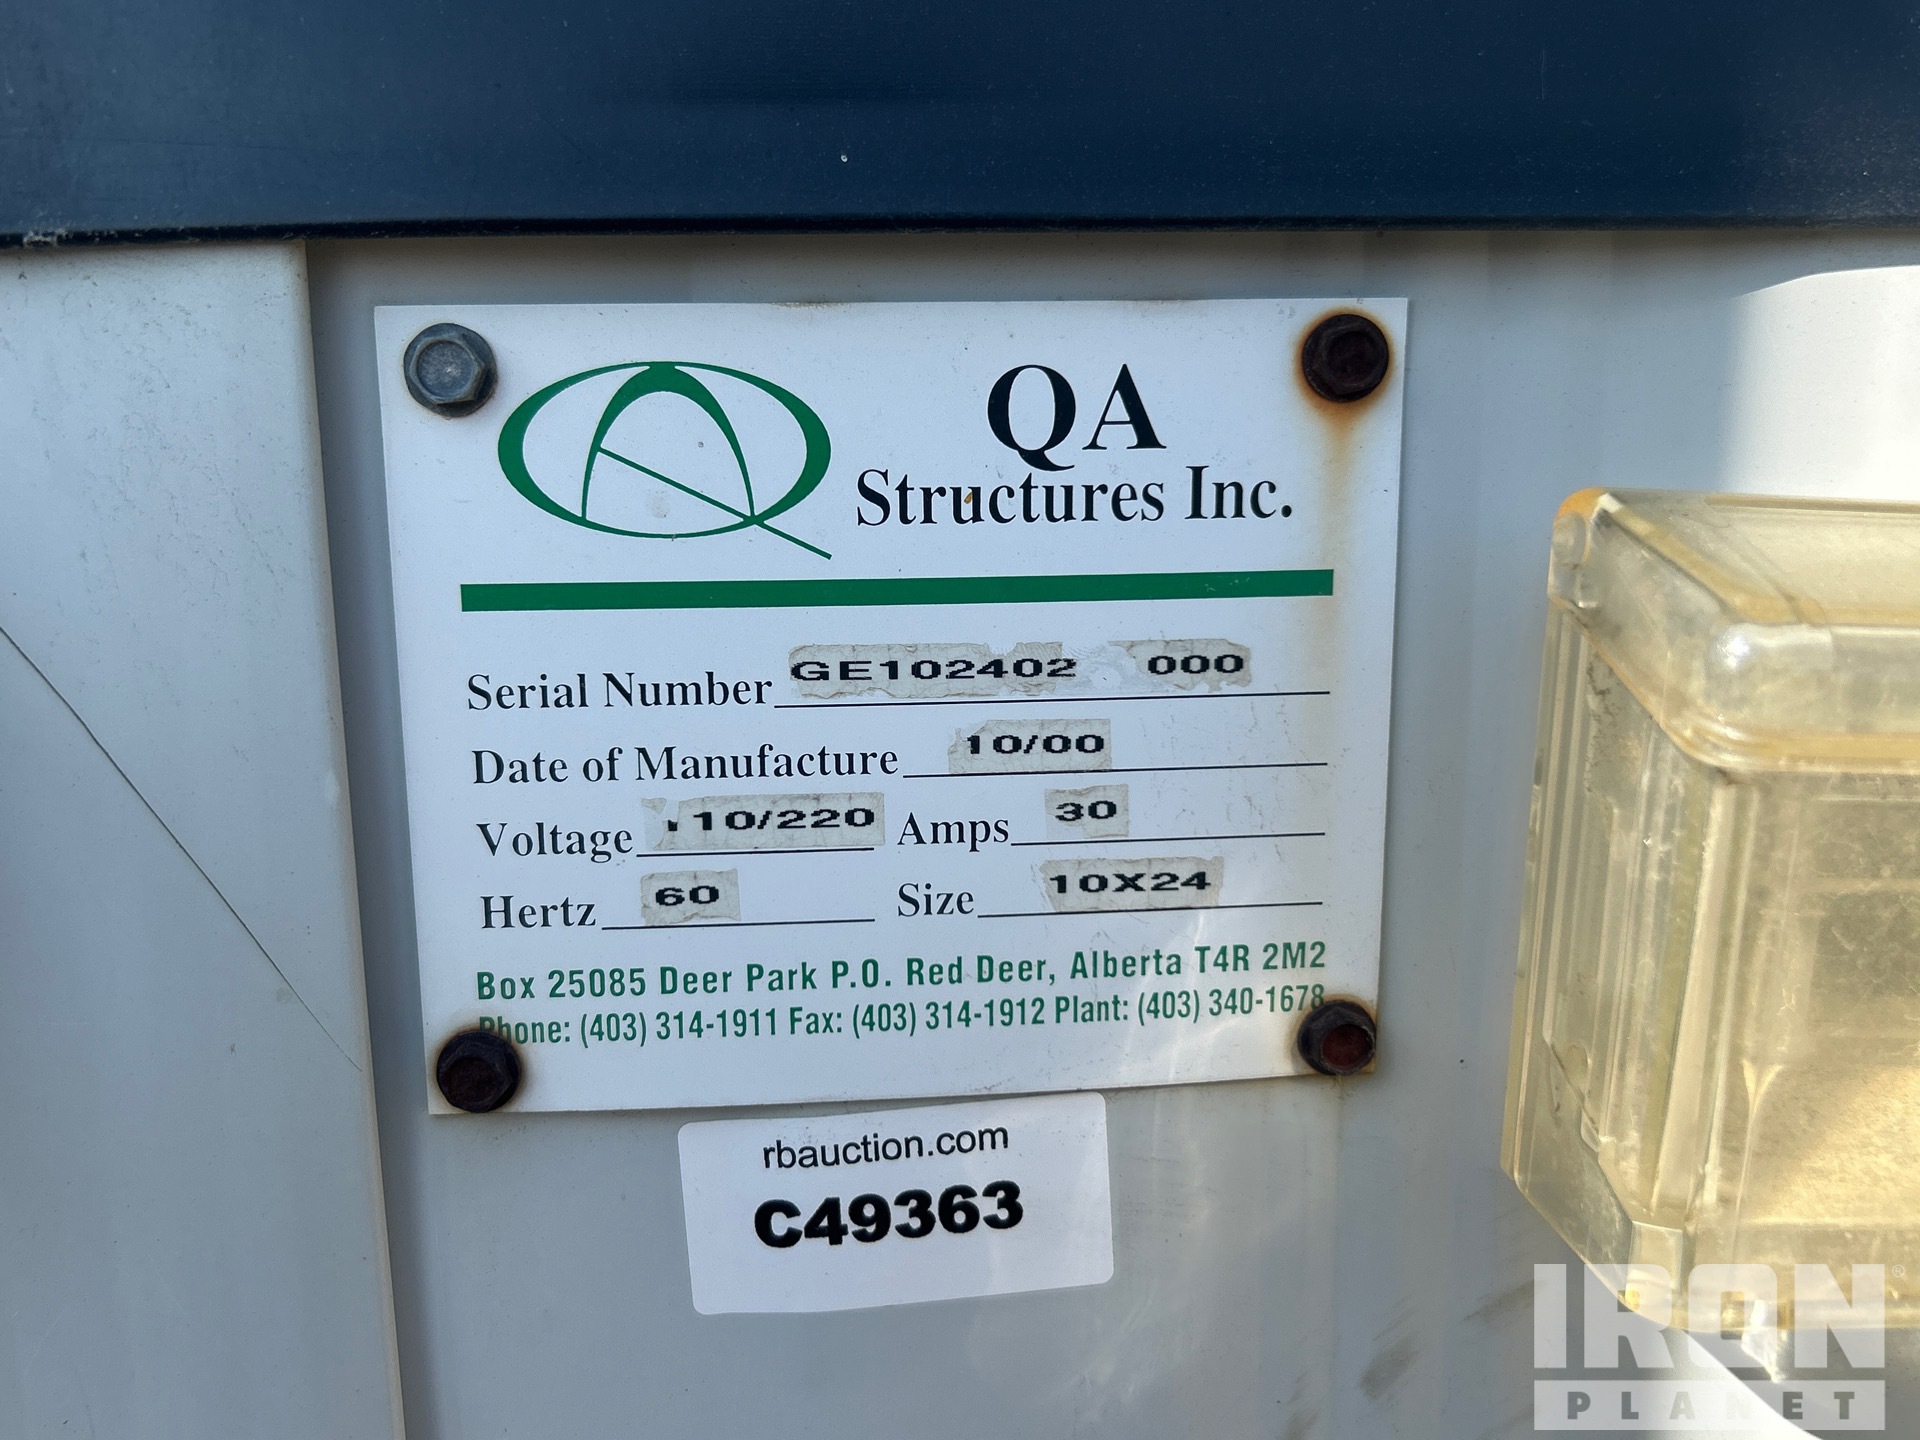 QA
Structures Inc.
Serial Number GE102402 000
Date of Manufacture 10/00
Voltage 110/220 Amps 30
Hertz 60 Size 10X24
Box 25085 Deer Park P.O. Red Deer, Alberta T4R 2M2
Phone: (403) 314-1911 Fax: (403) 314-1912 Plant: (403) 340-1678
rbauction.com
C49363
IRON®
PLANET